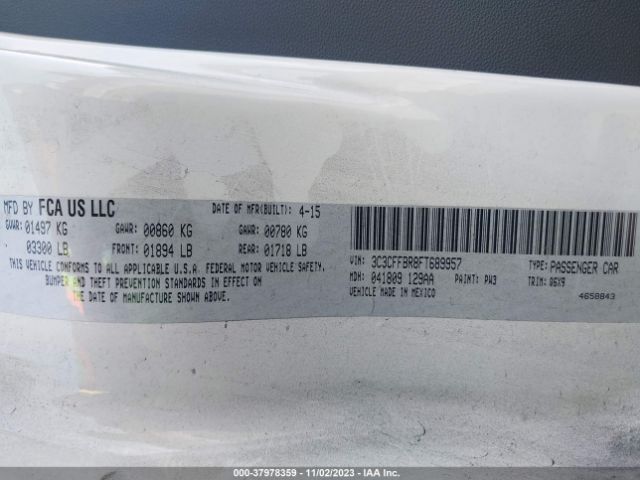 MFD BY FCA US LLC DATE OF MFR(BUILT): 4-15
GVWR: 01497 KG GAWR: 00860 KG GAWR: 00780 KG
03300 LB FRONT: 01894 LB REAR: 01718 LB
THIS VEHICLE CONFORMS TO ALL APPLICABLE U.S.A. FEDERAL MOTOR VEHICLE SAFETY,
BUMPER AND THEFT PREVENTION STANDARDS IN EFFECT ON
THE DATE OF MANUFACTURE SHOWN ABOVE.
VIN: 3C3CFFBR8FT689957 TYPE: PASSENGER CAR
MDH: 041809 129AA PAINT: PW3 TRIM: 06X9
VEHICLE MADE IN MEXICO 4658843
000-37978359 - 11/02/2023 - IAA Inc.